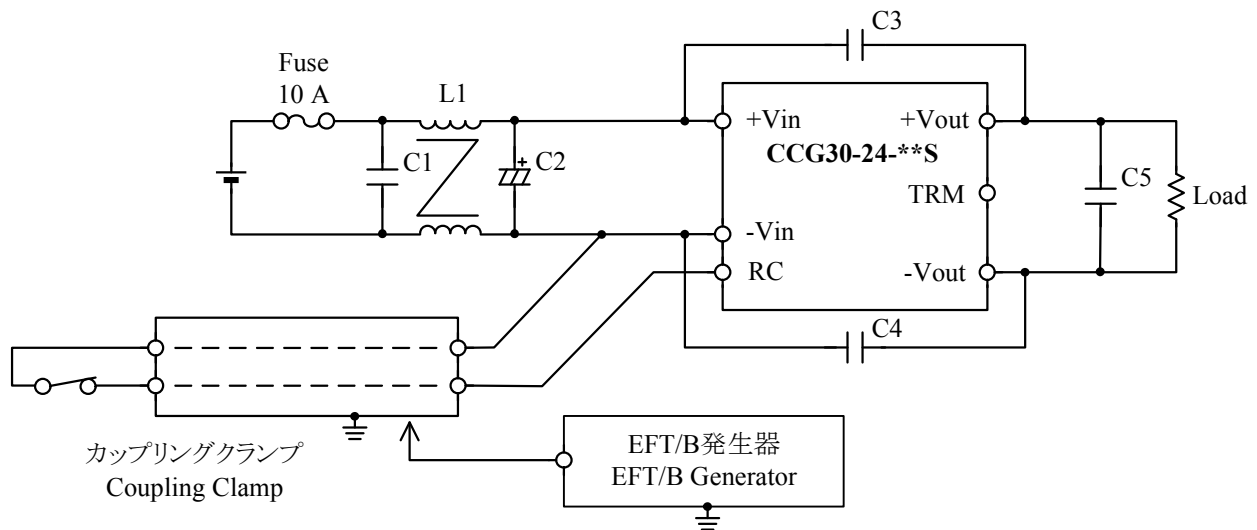 Fuse
10 A
L1
C1
C2
C3
+Vin
+Vout
CCG30-24-**S
TRM
C5
Load
-Vin
RC
-Vout
C4
カップリングクランプ
Coupling Clamp
EFT/B発生器
EFT/B Generator